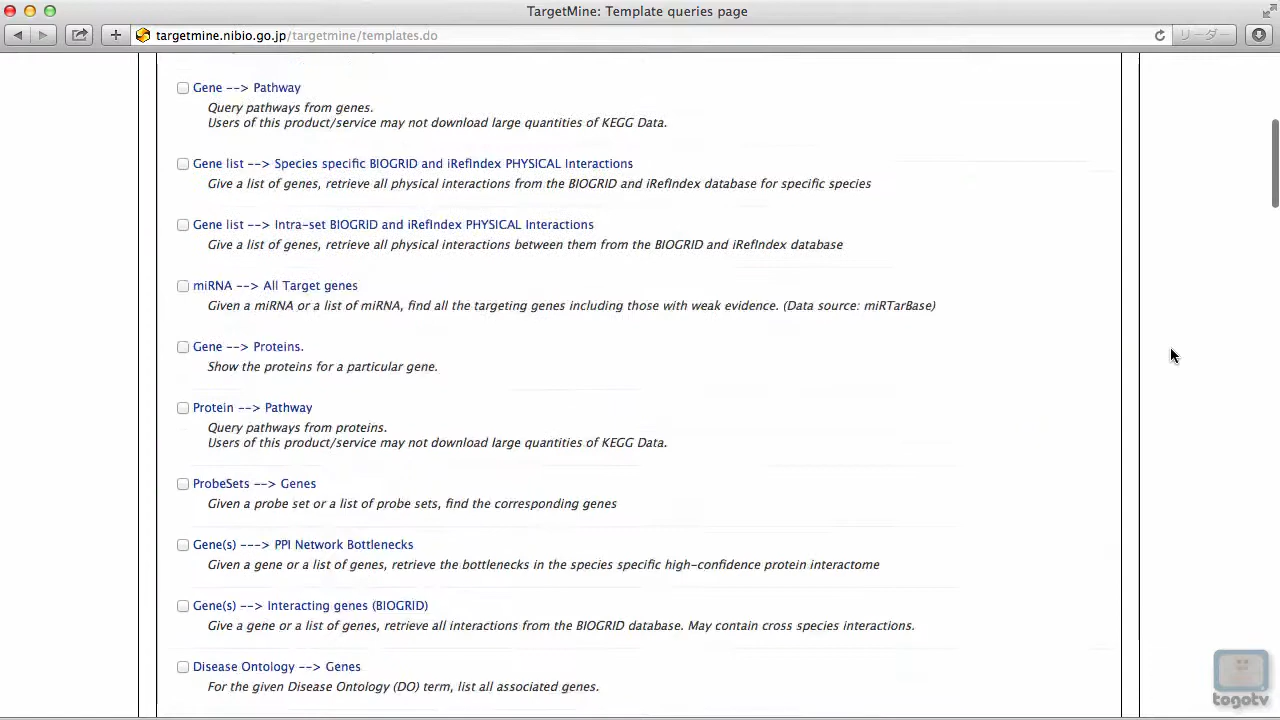 TargetMine: Template queries page
targetmine.nibio.go.jp/targetmine/templates.do
リーダー
Gene --> Pathway
Query pathways from genes.
Users of this product/service may not download large quantities of KEGG Data.
Gene list --> Species specific BIOGRID and iRefIndex PHYSICAL Interactions
Give a list of genes, retrieve all physical interactions from the BIOGRID and iRefIndex database for specific species
Gene list --> Intra-set BIOGRID and iRefIndex PHYSICAL Interactions
Give a list of genes, retrieve all physical interactions between them from the BIOGRID and iRefIndex database
miRNA --> All Target genes
Given a miRNA or a list of miRNA, find all the targeting genes including those with weak evidence. (Data source: miRTarBase)
Gene --> Proteins.
Show the proteins for a particular gene.
Protein --> Pathway
Query pathways from proteins.
Users of this product/service may not download large quantities of KEGG Data.
ProbeSets --> Genes
Given a probe set or a list of probe sets, find the corresponding genes
Gene(s) ---> PPI Network Bottlenecks
Given a gene or a list of genes, retrieve the bottlenecks in the species specific high-confidence protein interactome
Gene(s) --> Interacting genes (BIOGRID)
Give a gene or a list of genes, retrieve all interactions from the BIOGRID database. May contain cross species interactions.
Disease Ontology --> Genes
For the given Disease Ontology (DO) term, list all associated genes.
togotv